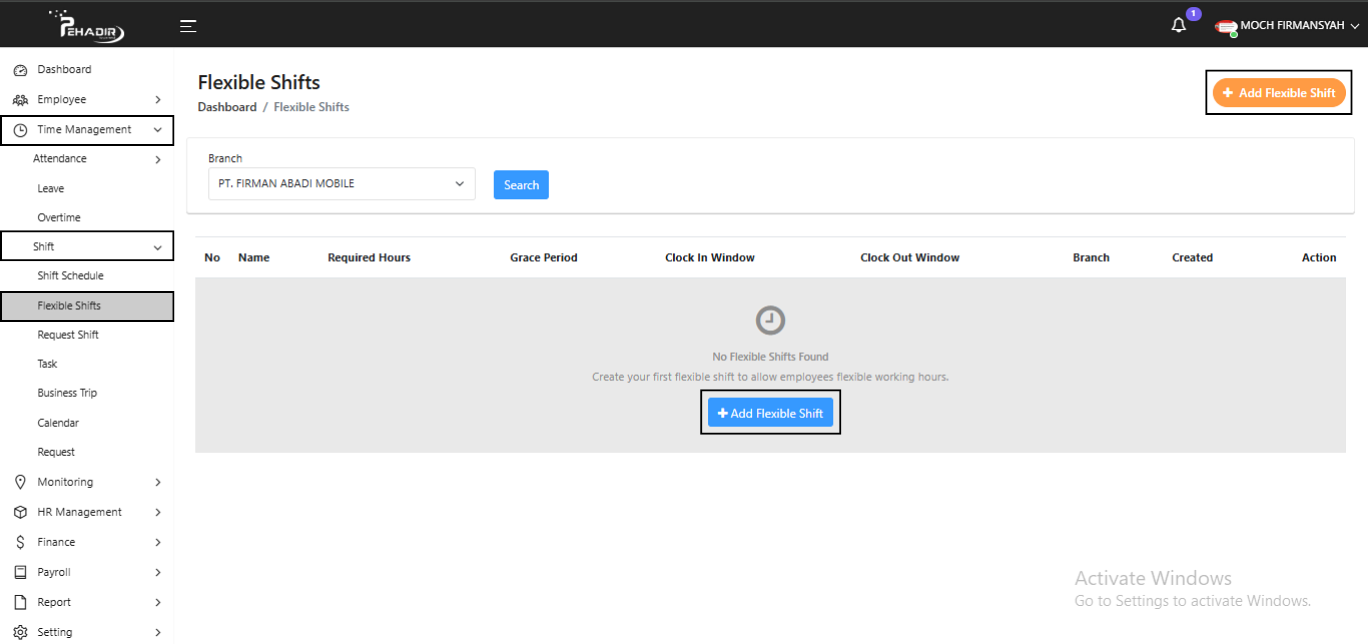 PEHADIR
1
MOCH FIRMANSYAH
Dashboard
Employee
Time Management
Attendance
Leave
Overtime
Shift
Shift Schedule
Flexible Shifts
Request Shift
Task
Business Trip
Calendar
Request
Monitoring
HR Management
Finance
Payroll
Report
Setting
Flexible Shifts
Dashboard / Flexible Shifts
+ Add Flexible Shift
Branch
PT. FIRMAN ABADI MOBILE
Search
No Name Required Hours Grace Period Clock In Window Clock Out Window Branch Created Action
No Flexible Shifts Found
Create your first flexible shift to allow employees flexible working hours.
+ Add Flexible Shift
Activate Windows
Go to Settings to activate Windows.